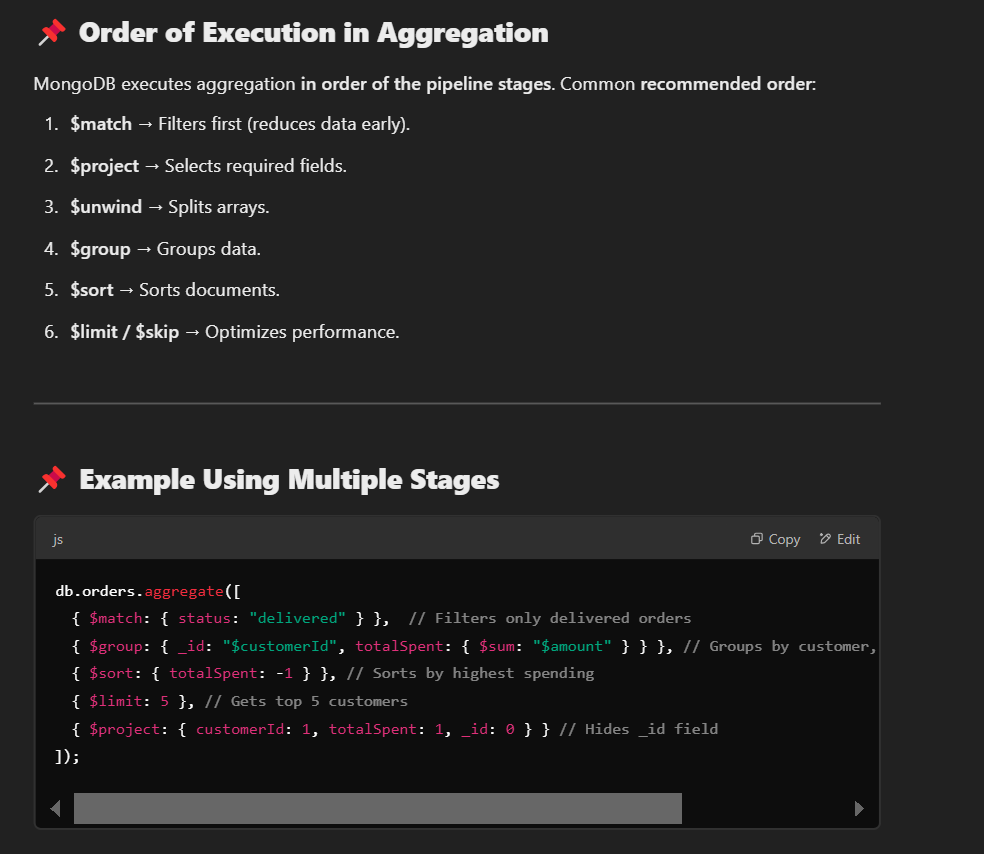 📌 Order of Execution in Aggregation
MongoDB executes aggregation in order of the pipeline stages. Common recommended order:
1. $match → Filters first (reduces data early).
2. $project → Selects required fields.
3. $unwind → Splits arrays.
4. $group → Groups data.
5. $sort → Sorts documents.
6. $limit / $skip → Optimizes performance.
📌 Example Using Multiple Stages
js Copy Edit
db.orders.aggregate([
  { $match: { status: "delivered" } },  // Filters only delivered orders
  { $group: { _id: "$customerId", totalSpent: { $sum: "$amount" } } }, // Groups by customer,
  { $sort: { totalSpent: -1 } }, // Sorts by highest spending
  { $limit: 5 }, // Gets top 5 customers
  { $project: { customerId: 1, totalSpent: 1, _id: 0 } } // Hides _id field
]);